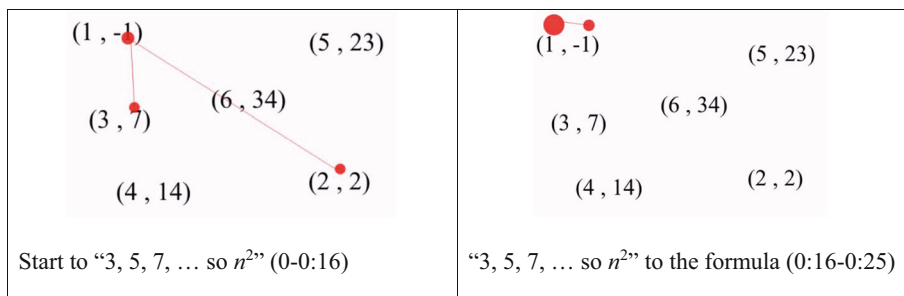 (1 , -1)
(5 , 23)
(6 , 34)
(3 , 7)
(4 , 14)
(2 , 2)
Start to “3, 5, 7, … so n²” (0-0:16)
(1 , -1)
(5 , 23)
(6 , 34)
(3 , 7)
(4 , 14)
(2 , 2)
“3, 5, 7, … so n²” to the formula (0:16-0:25)